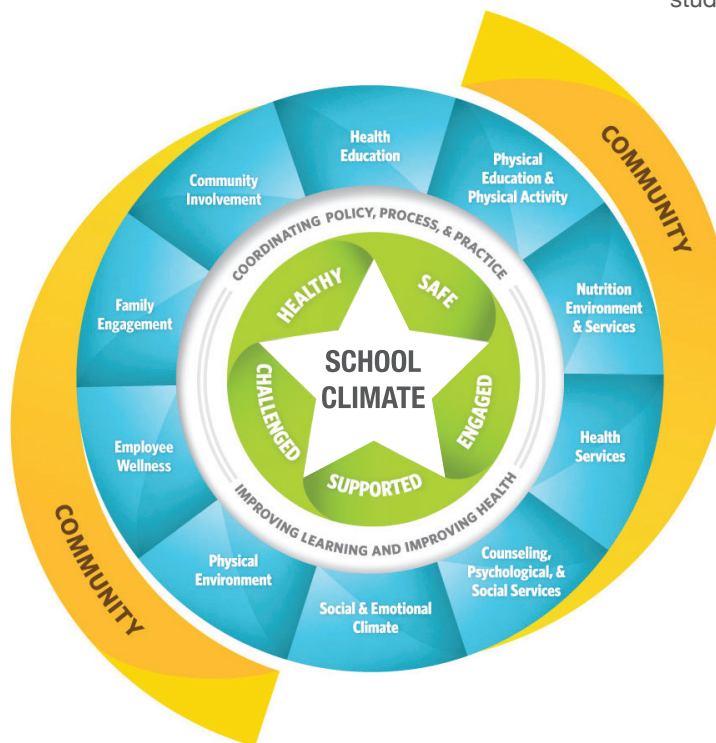 stud
COMMUNITY
Health
Education
Physical
Education &
Physical Activity
Nutrition
Environment
& Services
Health
Services
Counseling,
Psychological, &
Social Services
Social & Emotional
Climate
Physical
Environment
Employee
Wellness
Family
Engagement
Community
Involvement
COORDINATING POLICY, PROCESS, & PRACTICE
IMPROVING LEARNING AND IMPROVING HEALTH
HEALTHY
SAFE
ENGAGED
SUPPORTED
CHALLENGED
SCHOOL
CLIMATE
COMMUNITY